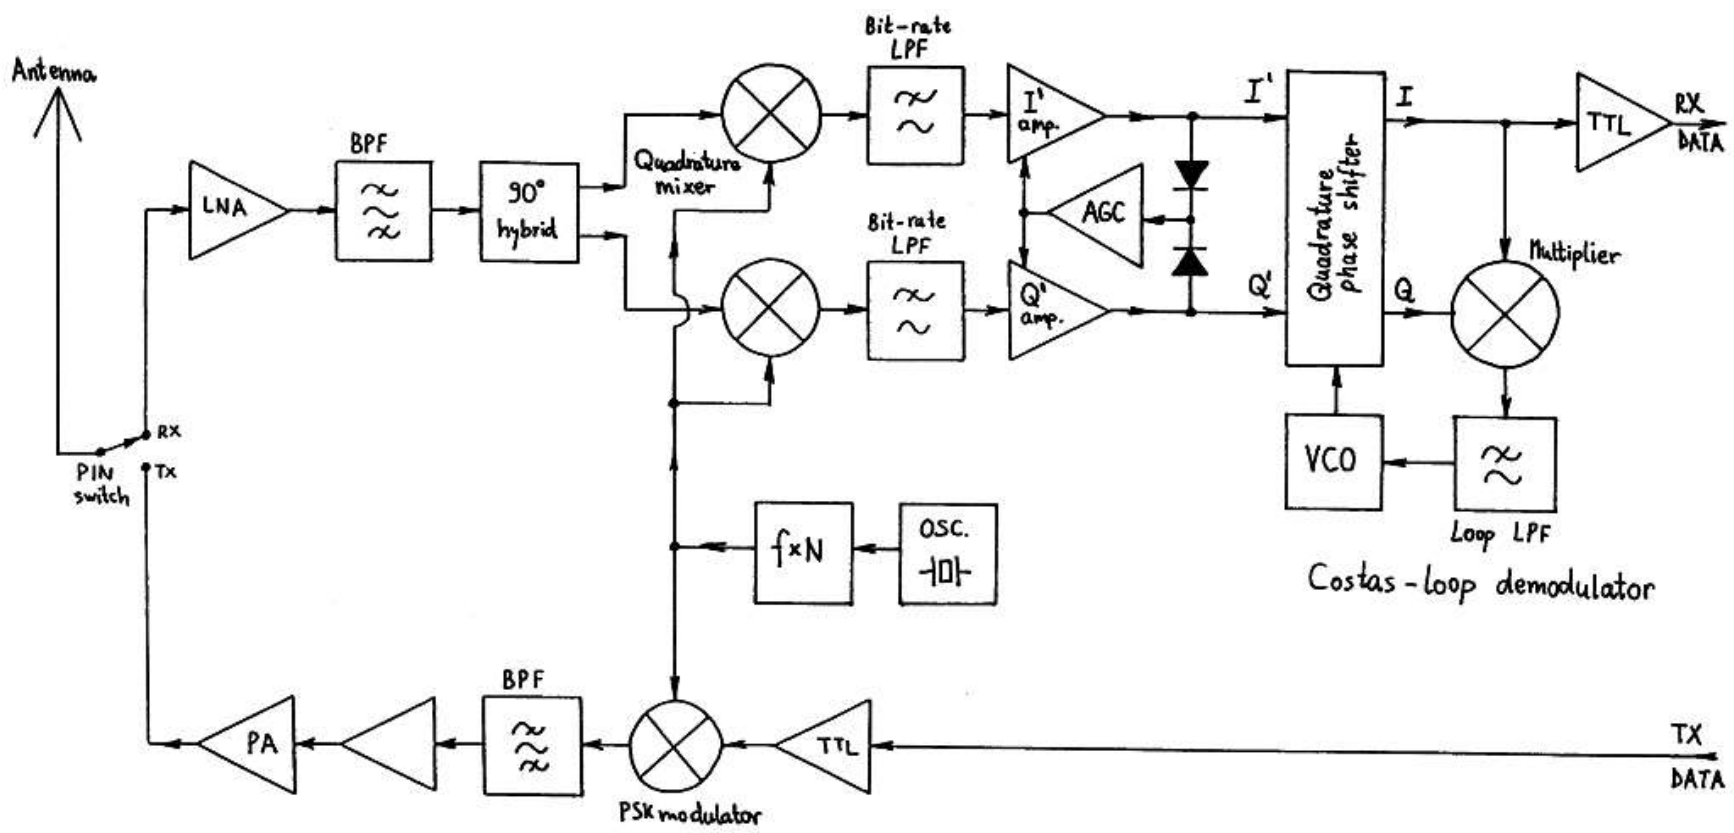 Antenna
PIN
switch
RX
TX
LNA
BPF
90°
hybrid
Quadrature
mixer
Bit-rate
LPF
Bit-rate
LPF
I'
amp.
AGC
Q'
amp.
I'
Q'
Quadrature
phase shifter
I
Q
TTL
RX
DATA
Multiplier
VCO
Loop LPF
Costas-loop demodulator
f×N
OSC.
PA
BPF
PSK modulator
TTL
TX
DATA